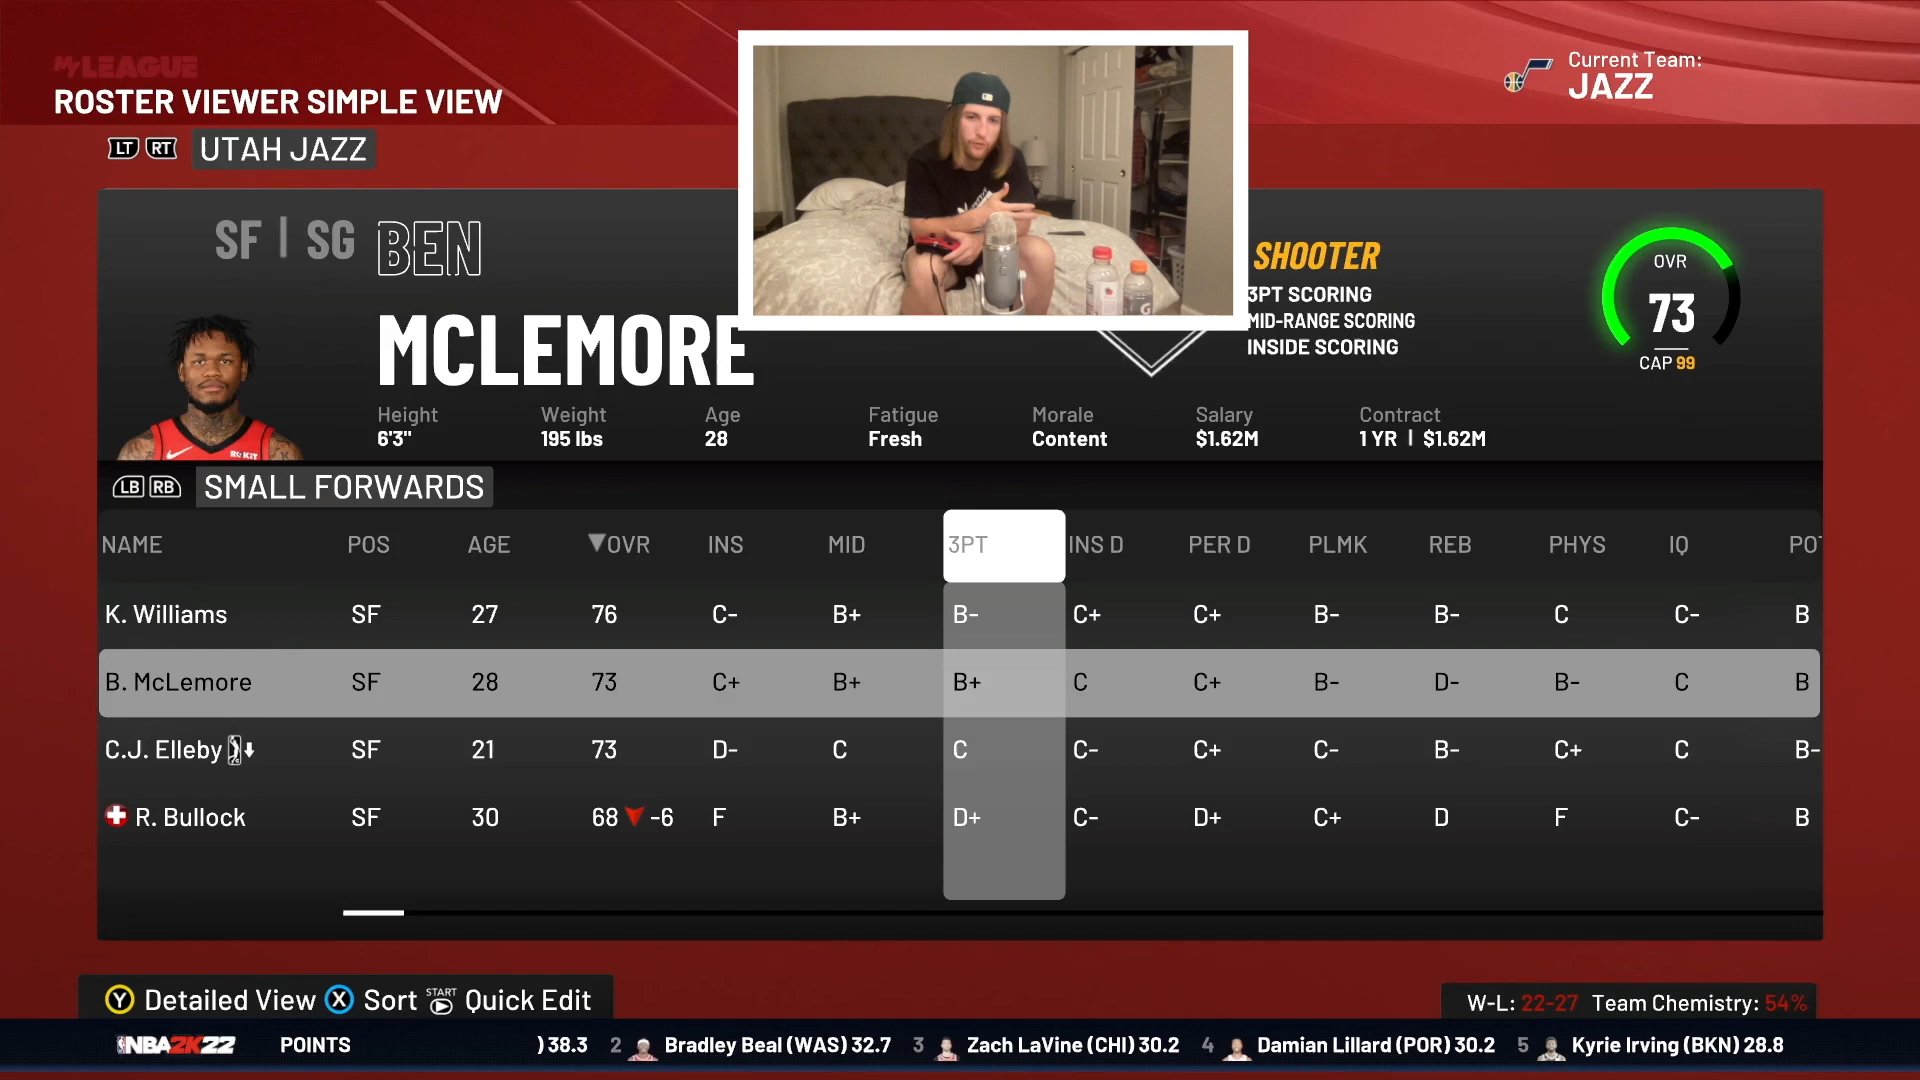 MyLEAGUE
ROSTER VIEWER SIMPLE VIEW
Current Team:
JAZZ
LT RT UTAH JAZZ
SF | SG BEN
MCLEMORE
SHOOTER
3PT SCORING
MID-RANGE SCORING
INSIDE SCORING
OVR
73
CAP 99
Height Weight Age Fatigue Morale Salary Contract
6'3" 195 lbs 28 Fresh Content $1.62M 1 YR | $1.62M
ROKIT
LB RB SMALL FORWARDS
NAME POS AGE OVR INS MID 3PT INS D PER D PLMK REB PHYS IQ POT
K. Williams SF 27 76 C- B+ B- C+ C+ B- B- C C- B
B. McLemore SF 28 73 C+ B+ B+ C C+ B- D- B- C B
C.J. Elleby SF 21 73 D- C C C- C+ C- B- C+ C B-
R. Bullock SF 30 68 -6 F B+ D+ C- D+ C+ D F C- B
Y Detailed View X Sort START Quick Edit
W-L: 22-27 Team Chemistry: 54%
NBA2K22 POINTS ) 38.3 2 Bradley Beal (WAS) 32.7 3 Zach LaVine (CHI) 30.2 4 Damian Lillard (POR) 30.2 5 Kyrie Irving (BKN) 28.8